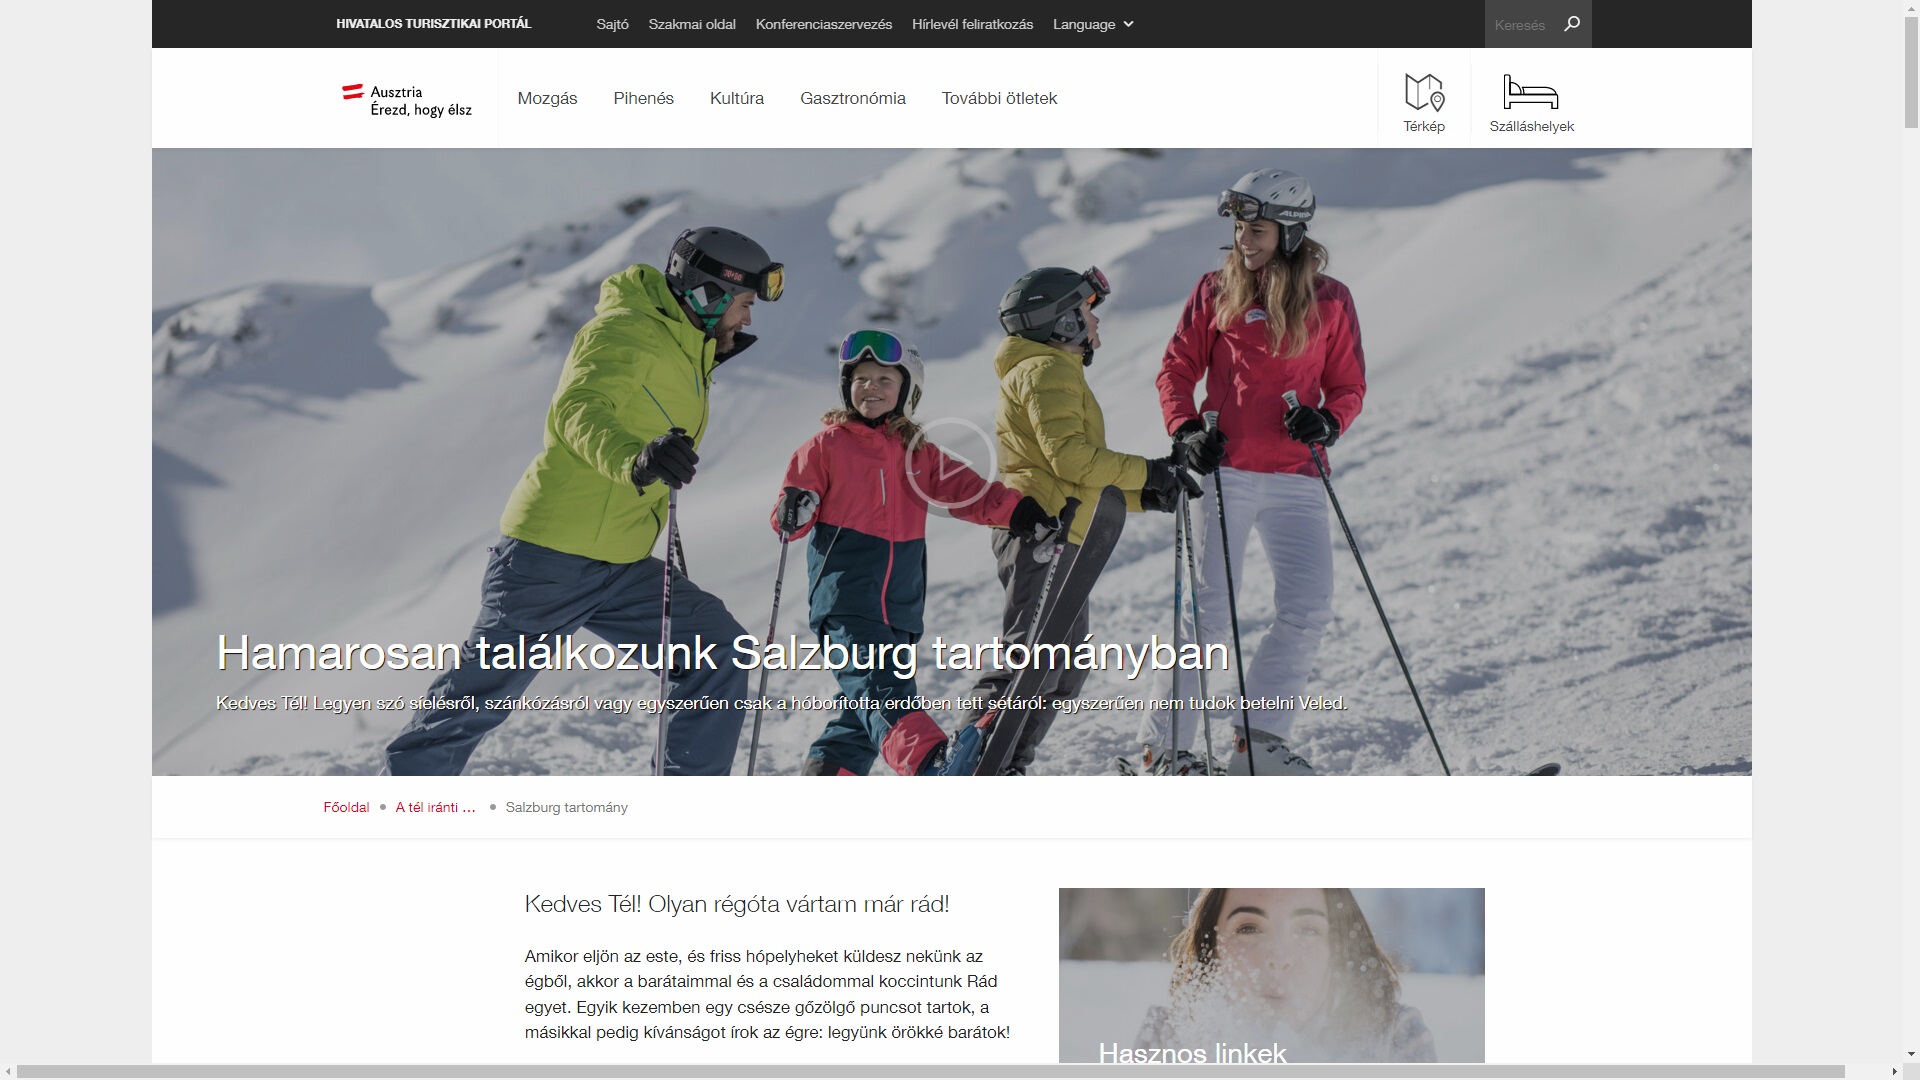 HIVATALOS TURISZTIKAI PORTÁL
Sajtó
Szakmai oldal
Konferenciaszervezés
Hírlevél feliratkozás
Language
Keresés
Ausztria
Érezd, hogy élsz
Mozgás
Pihenés
Kultúra
Gasztronómia
További ötletek
Térkép
Szálláshelyek
ALPINA
Hamarosan találkozunk Salzburg tartományban
Kedves Tél! Legyen szó síelésről, szánkózásról vagy egyszerűen csak a hóborította erdőben tett sétáról: egyszerűen nem tudok betelni Veled.
Főoldal
A tél iránti …
Salzburg tartomány
Kedves Tél! Olyan régóta vártam már rád!
Amikor eljön az este, és friss hópelyheket küldesz nekünk az
égből, akkor a barátaimmal és a családommal koccintunk Rád
egyet. Egyik kezemben egy csésze gőzölgő puncsot tartok, a
másikkal pedig kívánságot írok az égre: legyünk örökké barátok!
Hasznos linkek